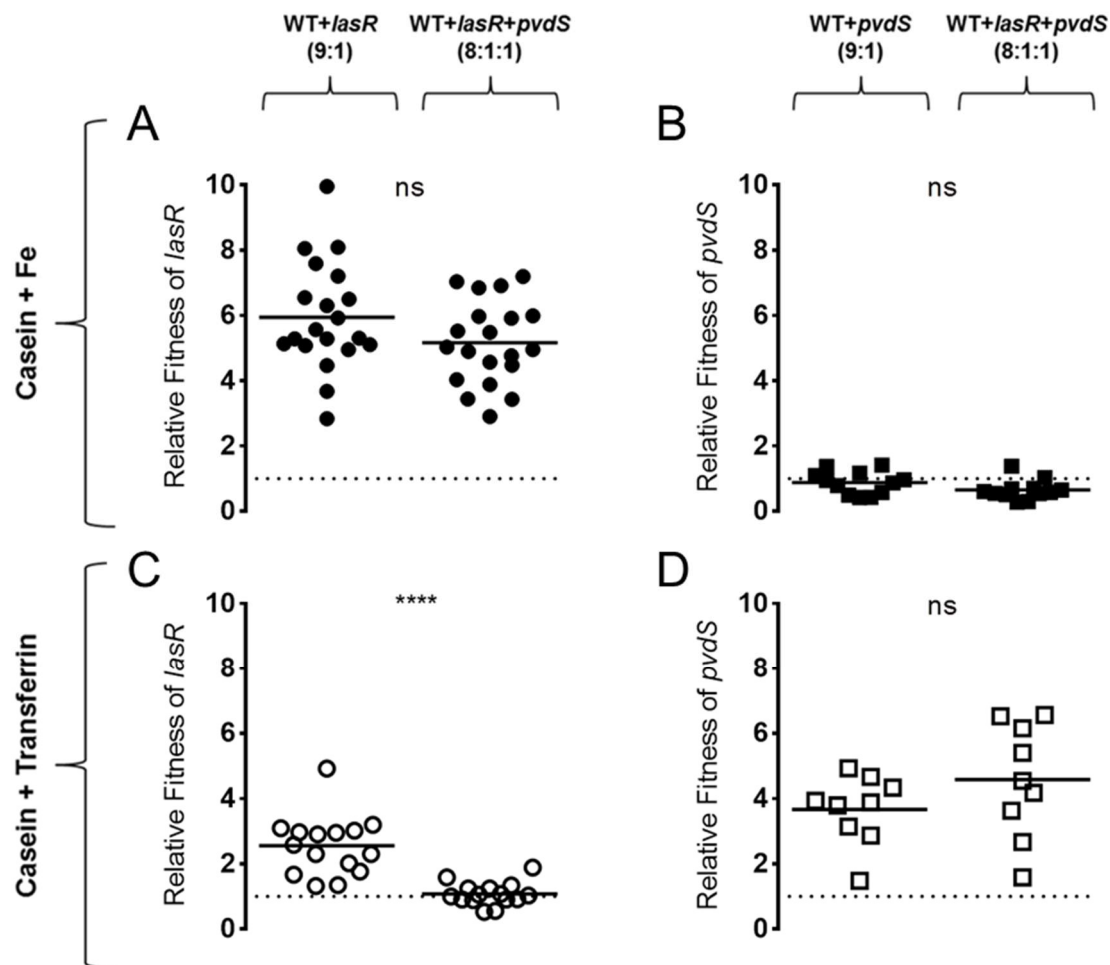 WT+lasR
(9:1)
WT+lasR+pvdS
(8:1:1)
WT+pvdS
(9:1)
WT+lasR+pvdS
(8:1:1)
Casein + Fe
A
Relative Fitness of lasR
10
8
6
4
2
0
ns
B
Relative Fitness of pvdS
10
8
6
4
2
0
ns
Casein + Transferrin
C
Relative Fitness of lasR
10
8
6
4
2
0
****
D
Relative Fitness of pvdS
10
8
6
4
2
0
ns